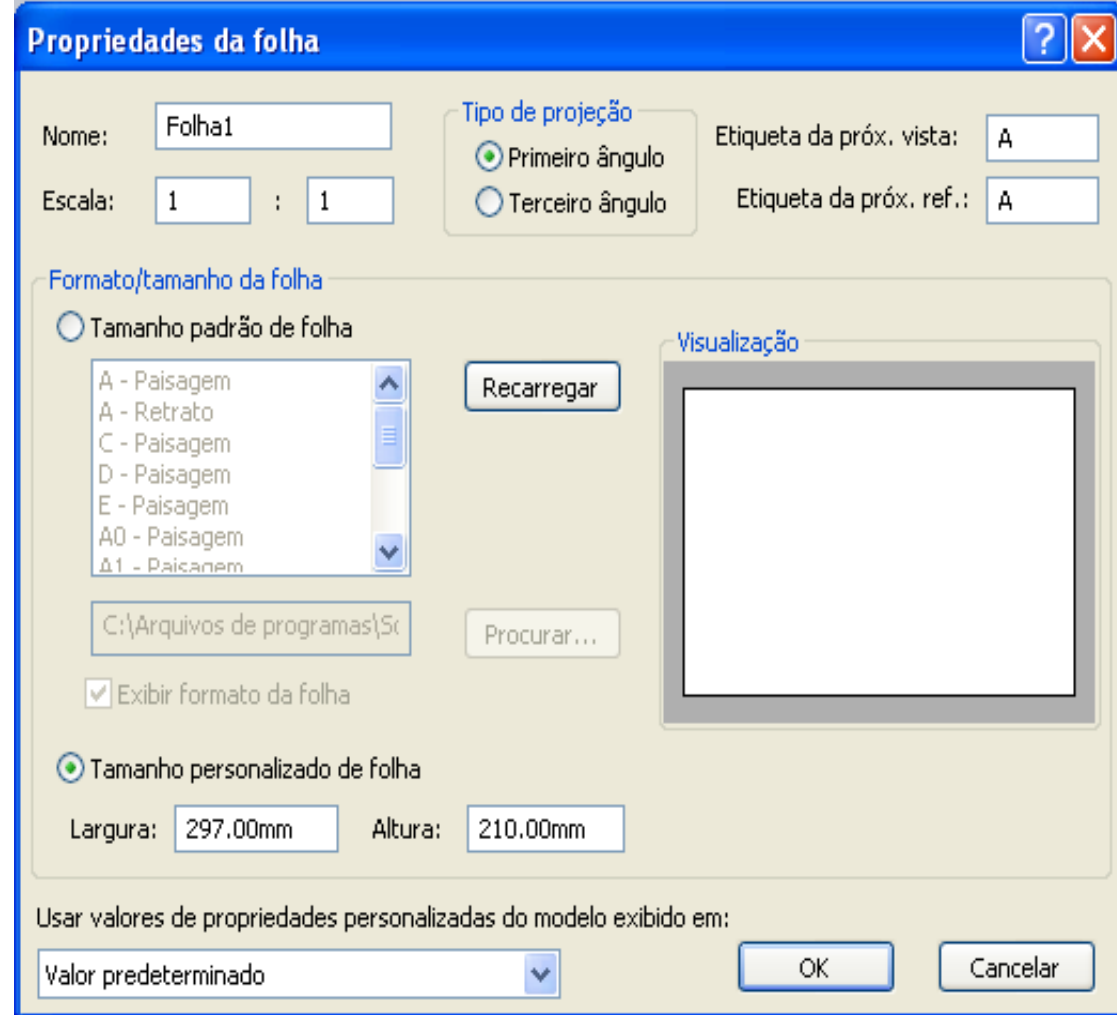 Propriedades da folha
Nome: Folha1
Escala: 1 : 1
Tipo de projeção
Primeiro ângulo
Terceiro ângulo
Etiqueta da próx. vista: A
Etiqueta da próx. ref.: A
Formato/tamanho da folha
Tamanho padrão de folha
A - Paisagem
A - Retrato
C - Paisagem
D - Paisagem
E - Paisagem
A0 - Paisagem
A1 - Paisagem
Recarregar
C:\Arquivos de programas\So
Procurar...
Exibir formato da folha
Visualização
Tamanho personalizado de folha
Largura: 297.00mm Altura: 210.00mm
Usar valores de propriedades personalizadas do modelo exibido em:
Valor predeterminado
OK
Cancelar